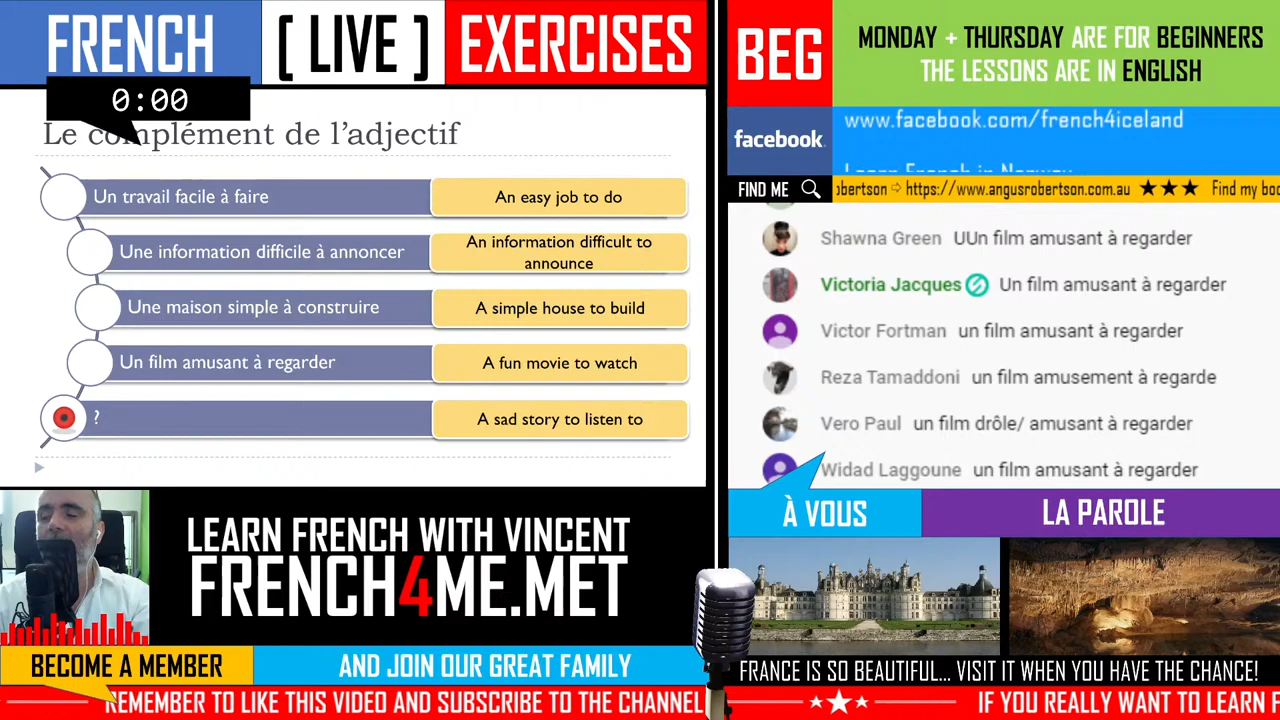 FRENCH
[ LIVE ]
EXERCISES
0:00
Le complément de l'adjectif
Un travail facile à faire
An easy job to do
Une information difficile à annoncer
An information difficult to
announce
Une maison simple à construire
A simple house to build
Un film amusant à regarder
A fun movie to watch
?
A sad story to listen to
LEARN FRENCH WITH VINCENT
FRENCH4ME.MET
BECOME A MEMBER
AND JOIN OUR GREAT FAMILY
REMEMBER TO LIKE THIS VIDEO AND SUBSCRIBE TO THE CHANNEL
BEG
MONDAY + THURSDAY ARE FOR BEGINNERS
THE LESSONS ARE IN ENGLISH
facebook.
www.facebook.com/french4iceland
Learn French in Norway
FIND ME
obertson => https://www.angusrobertson.com.au ★★★ Find my boo
Shawna Green UUn film amusant à regarder
Victoria Jacques Un film amusant à regarder
Victor Fortman un film amusant à regarder
Reza Tamaddoni un film amusement à regarde
Vero Paul un film drôle/ amusant à regarder
Widad Laggoune un film amusant à regarder
À VOUS
LA PAROLE
FRANCE IS SO BEAUTIFUL... VISIT IT WHEN YOU HAVE THE CHANCE!
IF YOU REALLY WANT TO LEARN F